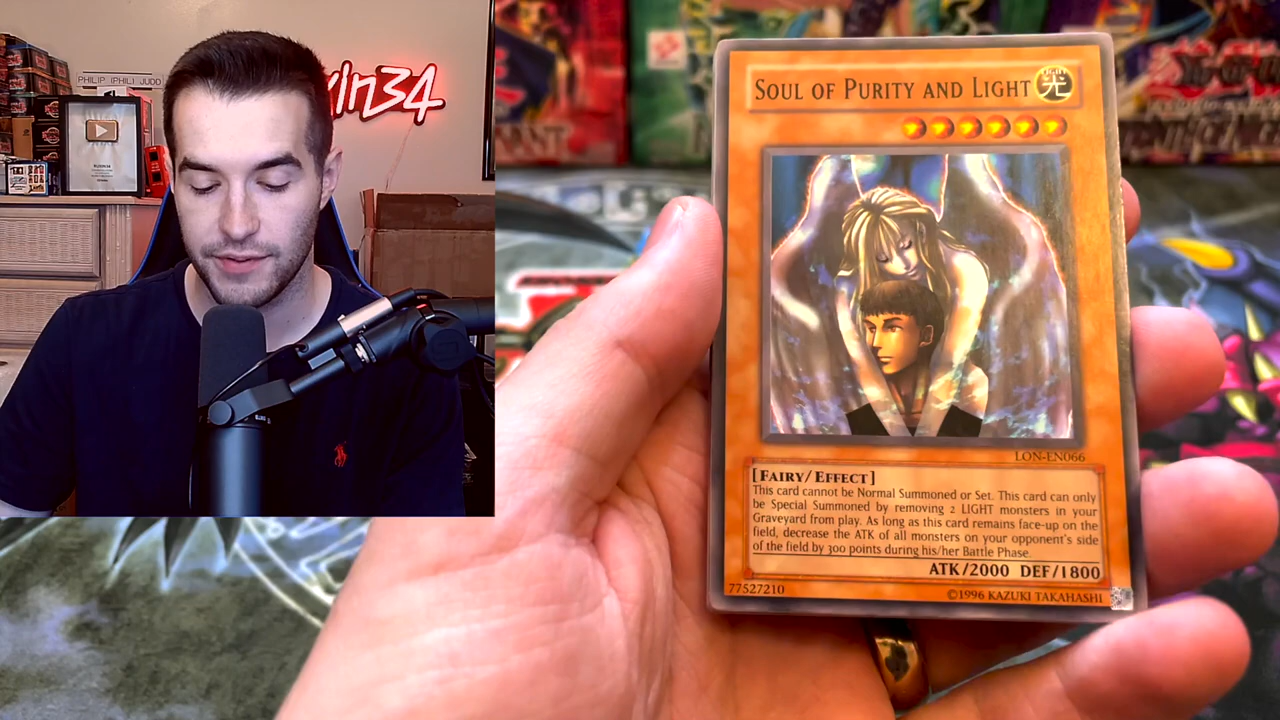 PHILIP (PHIL) JUDD
vin34
SOUL OF PURITY AND LIGHT
LIGHT
光
LON-EN066
[FAIRY/EFFECT]
This card cannot be Normal Summoned or Set. This card can only
be Special Summoned by removing 2 LIGHT monsters in your
Graveyard from play. As long as this card remains face-up on the
field, decrease the ATK of all monsters on your opponent's side
of the field by 300 points during his/her Battle Phase.
ATK/2000 DEF/1800
77527210
©1996 KAZUKI TAKAHASHI